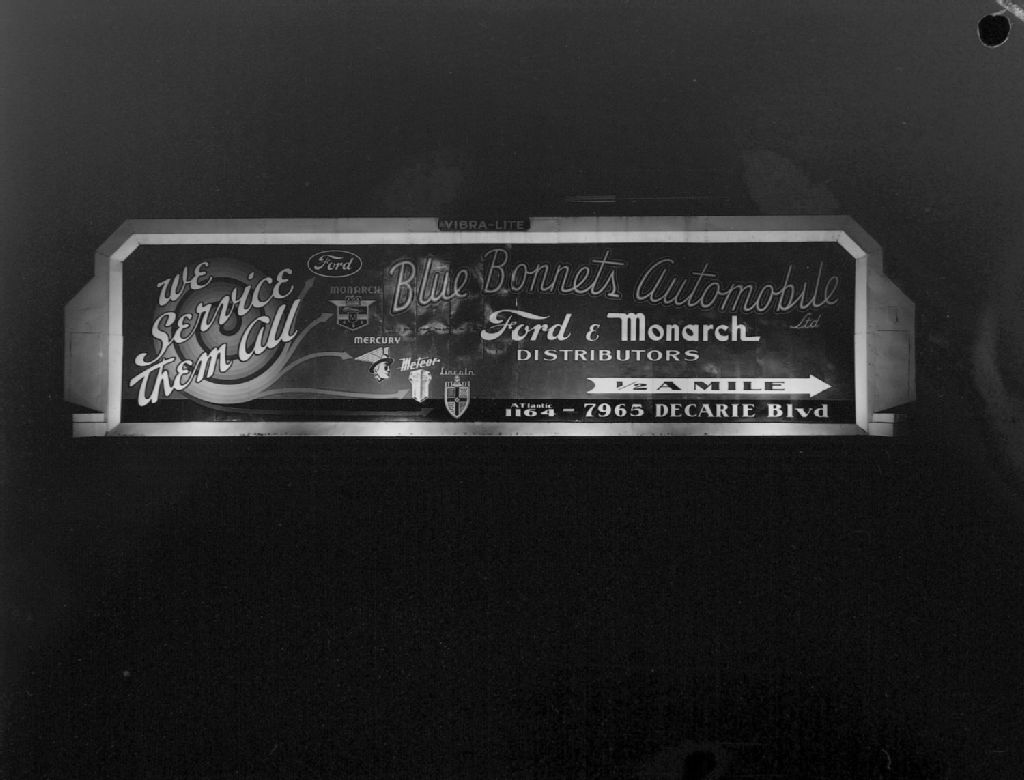 VIBRA-LITE
we
Service
Them all
Ford
MONARCH
MERCURY
Meteor
Lincoln
Blue Bonnets Automobile
Ltd
Ford & Monarch
DISTRIBUTORS
1/2 A MILE
ATlantic
1164 - 7965 DECARIE Blvd